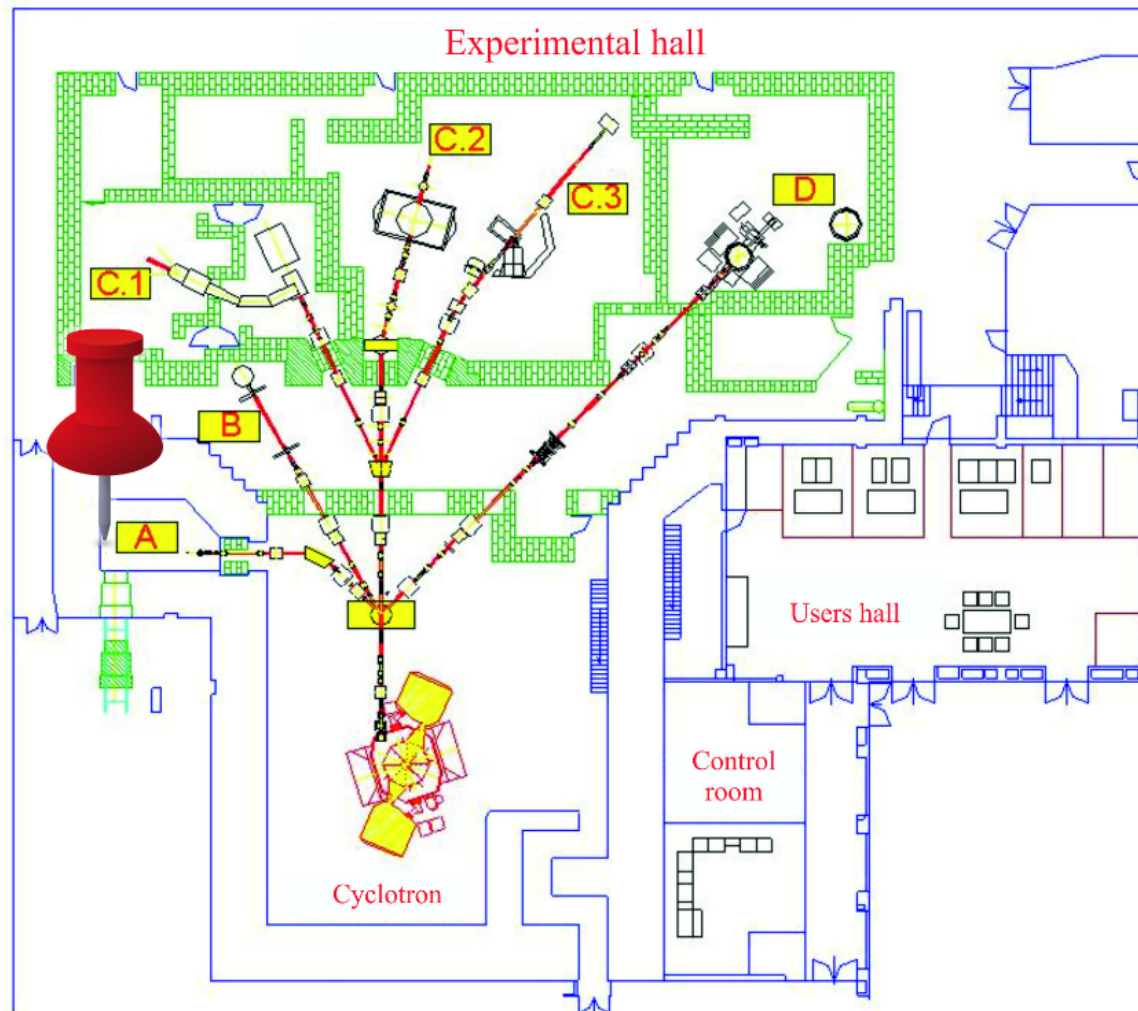 Experimental hall
C.2
C.3
D
C.1
B
A
Users hall
Control
room
Cyclotron